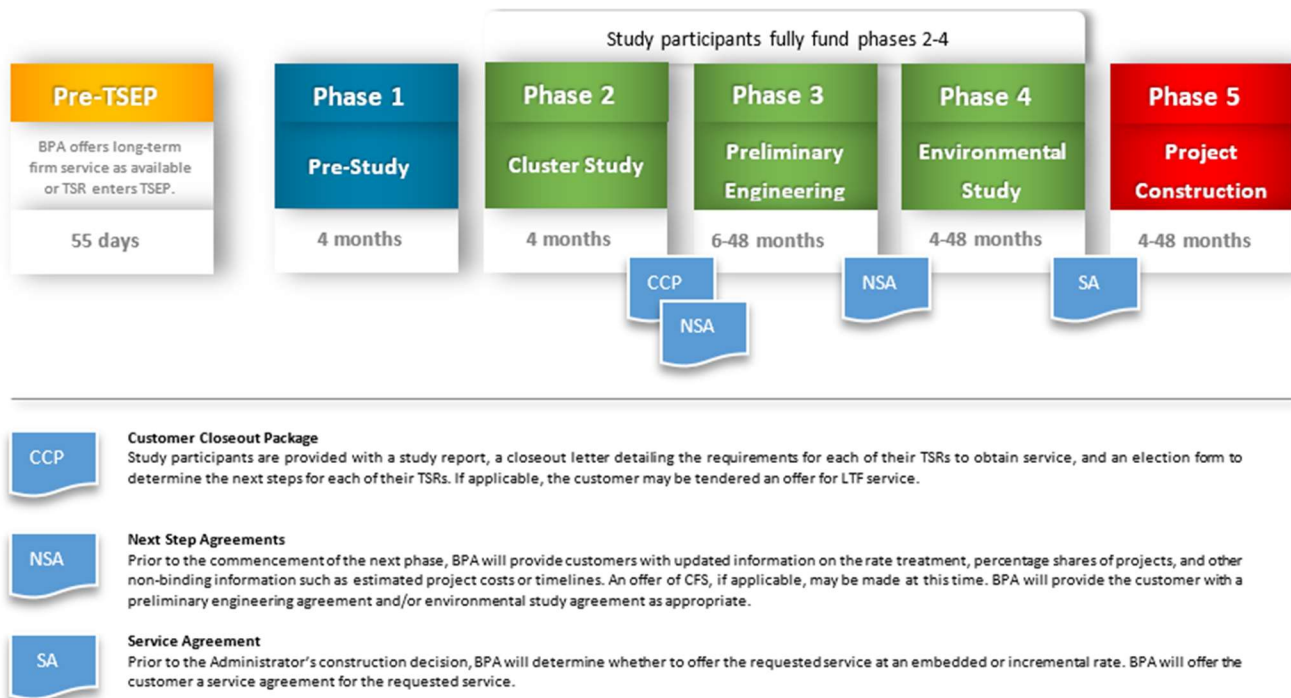 Study participants fully fund phases 2-4
Pre-TSEP
BPA offers long-term
firm service as available
or TSR enters TSEP.
55 days
Phase 1
Pre-Study
4 months
Phase 2
Cluster Study
4 months
Phase 3
Preliminary
Engineering
6-48 months
Phase 4
Environmental
Study
4-48 months
Phase 5
Project
Construction
4-48 months
CCP
NSA
NSA
SA
CCP
Customer Closeout Package
Study participants are provided with a study report, a closeout letter detailing the requirements for each of their TSRs to obtain service, and an election form to
determine the next steps for each of their TSRs. If applicable, the customer may be tendered an offer for LTF service.
NSA
Next Step Agreements
Prior to the commencement of the next phase, BPA will provide customers with updated information on the rate treatment, percentage shares of projects, and other
non-binding information such as estimated project costs or timelines. An offer of CFS, if applicable, may be made at this time. BPA will provide the customer with a
preliminary engineering agreement and/or environmental study agreement as appropriate.
SA
Service Agreement
Prior to the Administrator's construction decision, BPA will determine whether to offer the requested service at an embedded or incremental rate. BPA will offer the
customer a service agreement for the requested service.